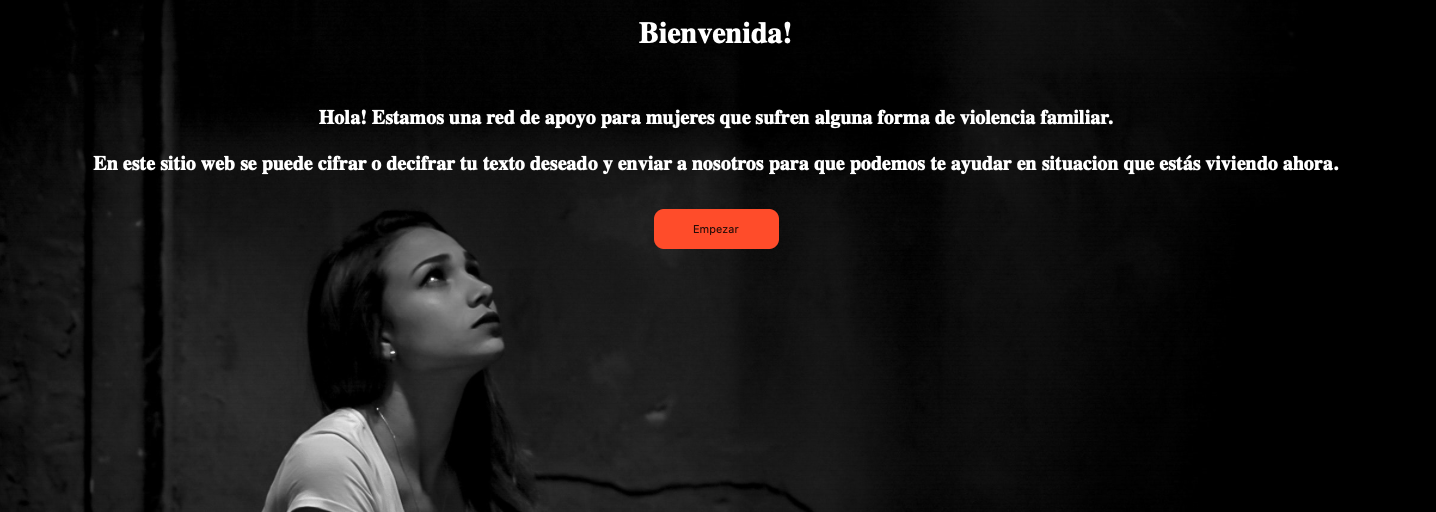 Bienvenida!
Hola! Estamos una red de apoyo para mujeres que sufren alguna forma de violencia familiar.
En este sitio web se puede cifrar o decifrar tu texto deseado y enviar a nosotros para que podemos te ayudar en situacion que estás viviendo ahora.
Empezar